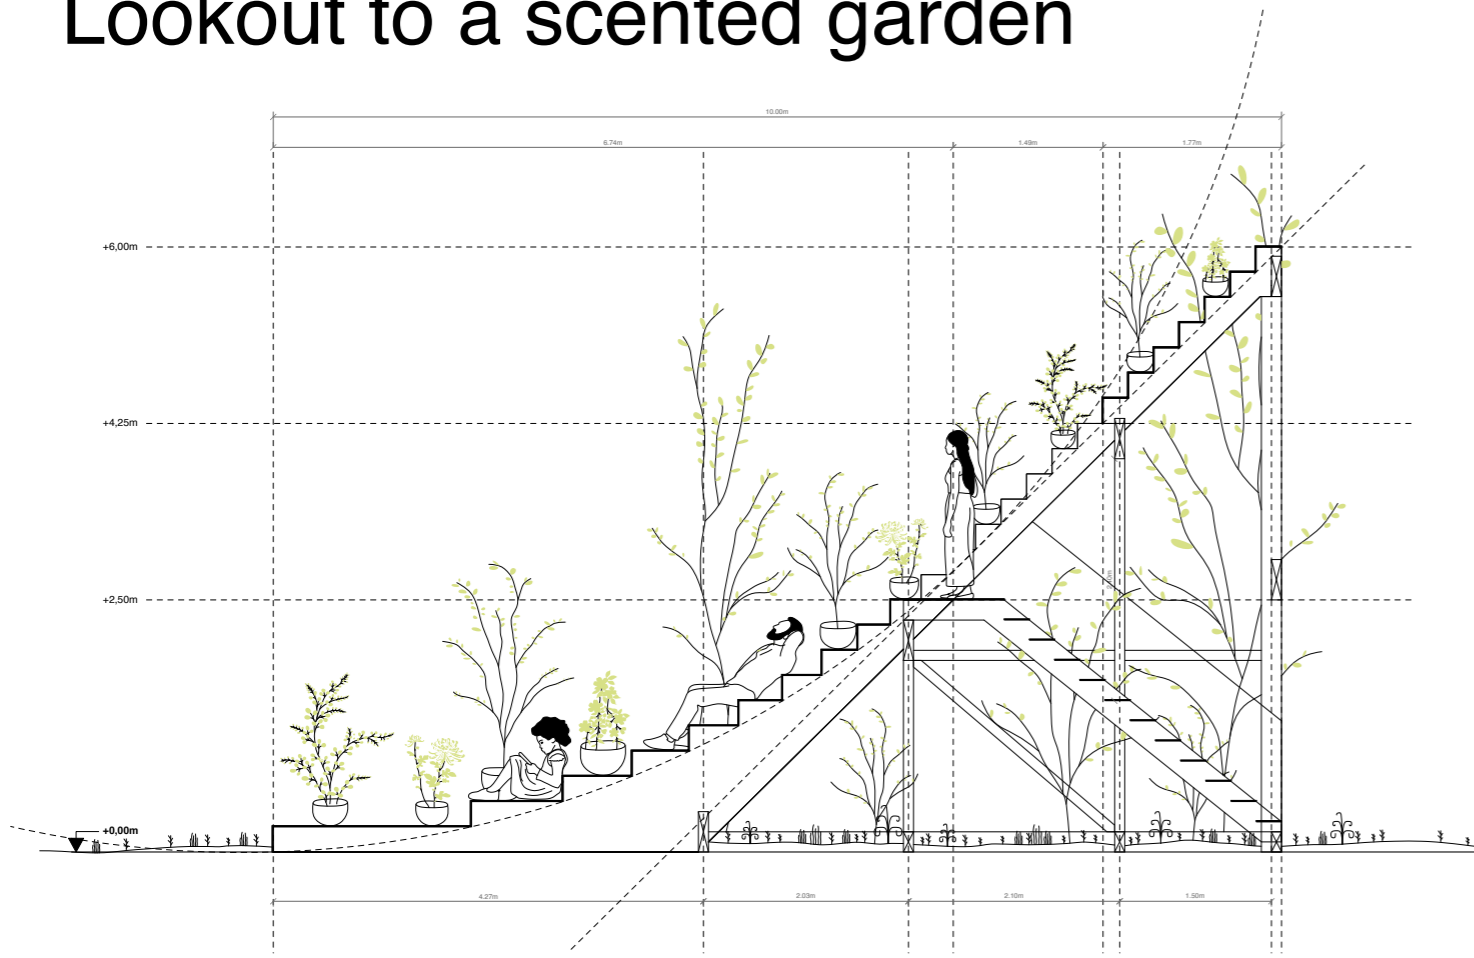 Lookout to a scented garden
10.00m
6.74m
1.49m
1.77m
+6,00m
+4,25m
+2,50m
+0,00m
4.27m
2.03m
2.10m
1.50m